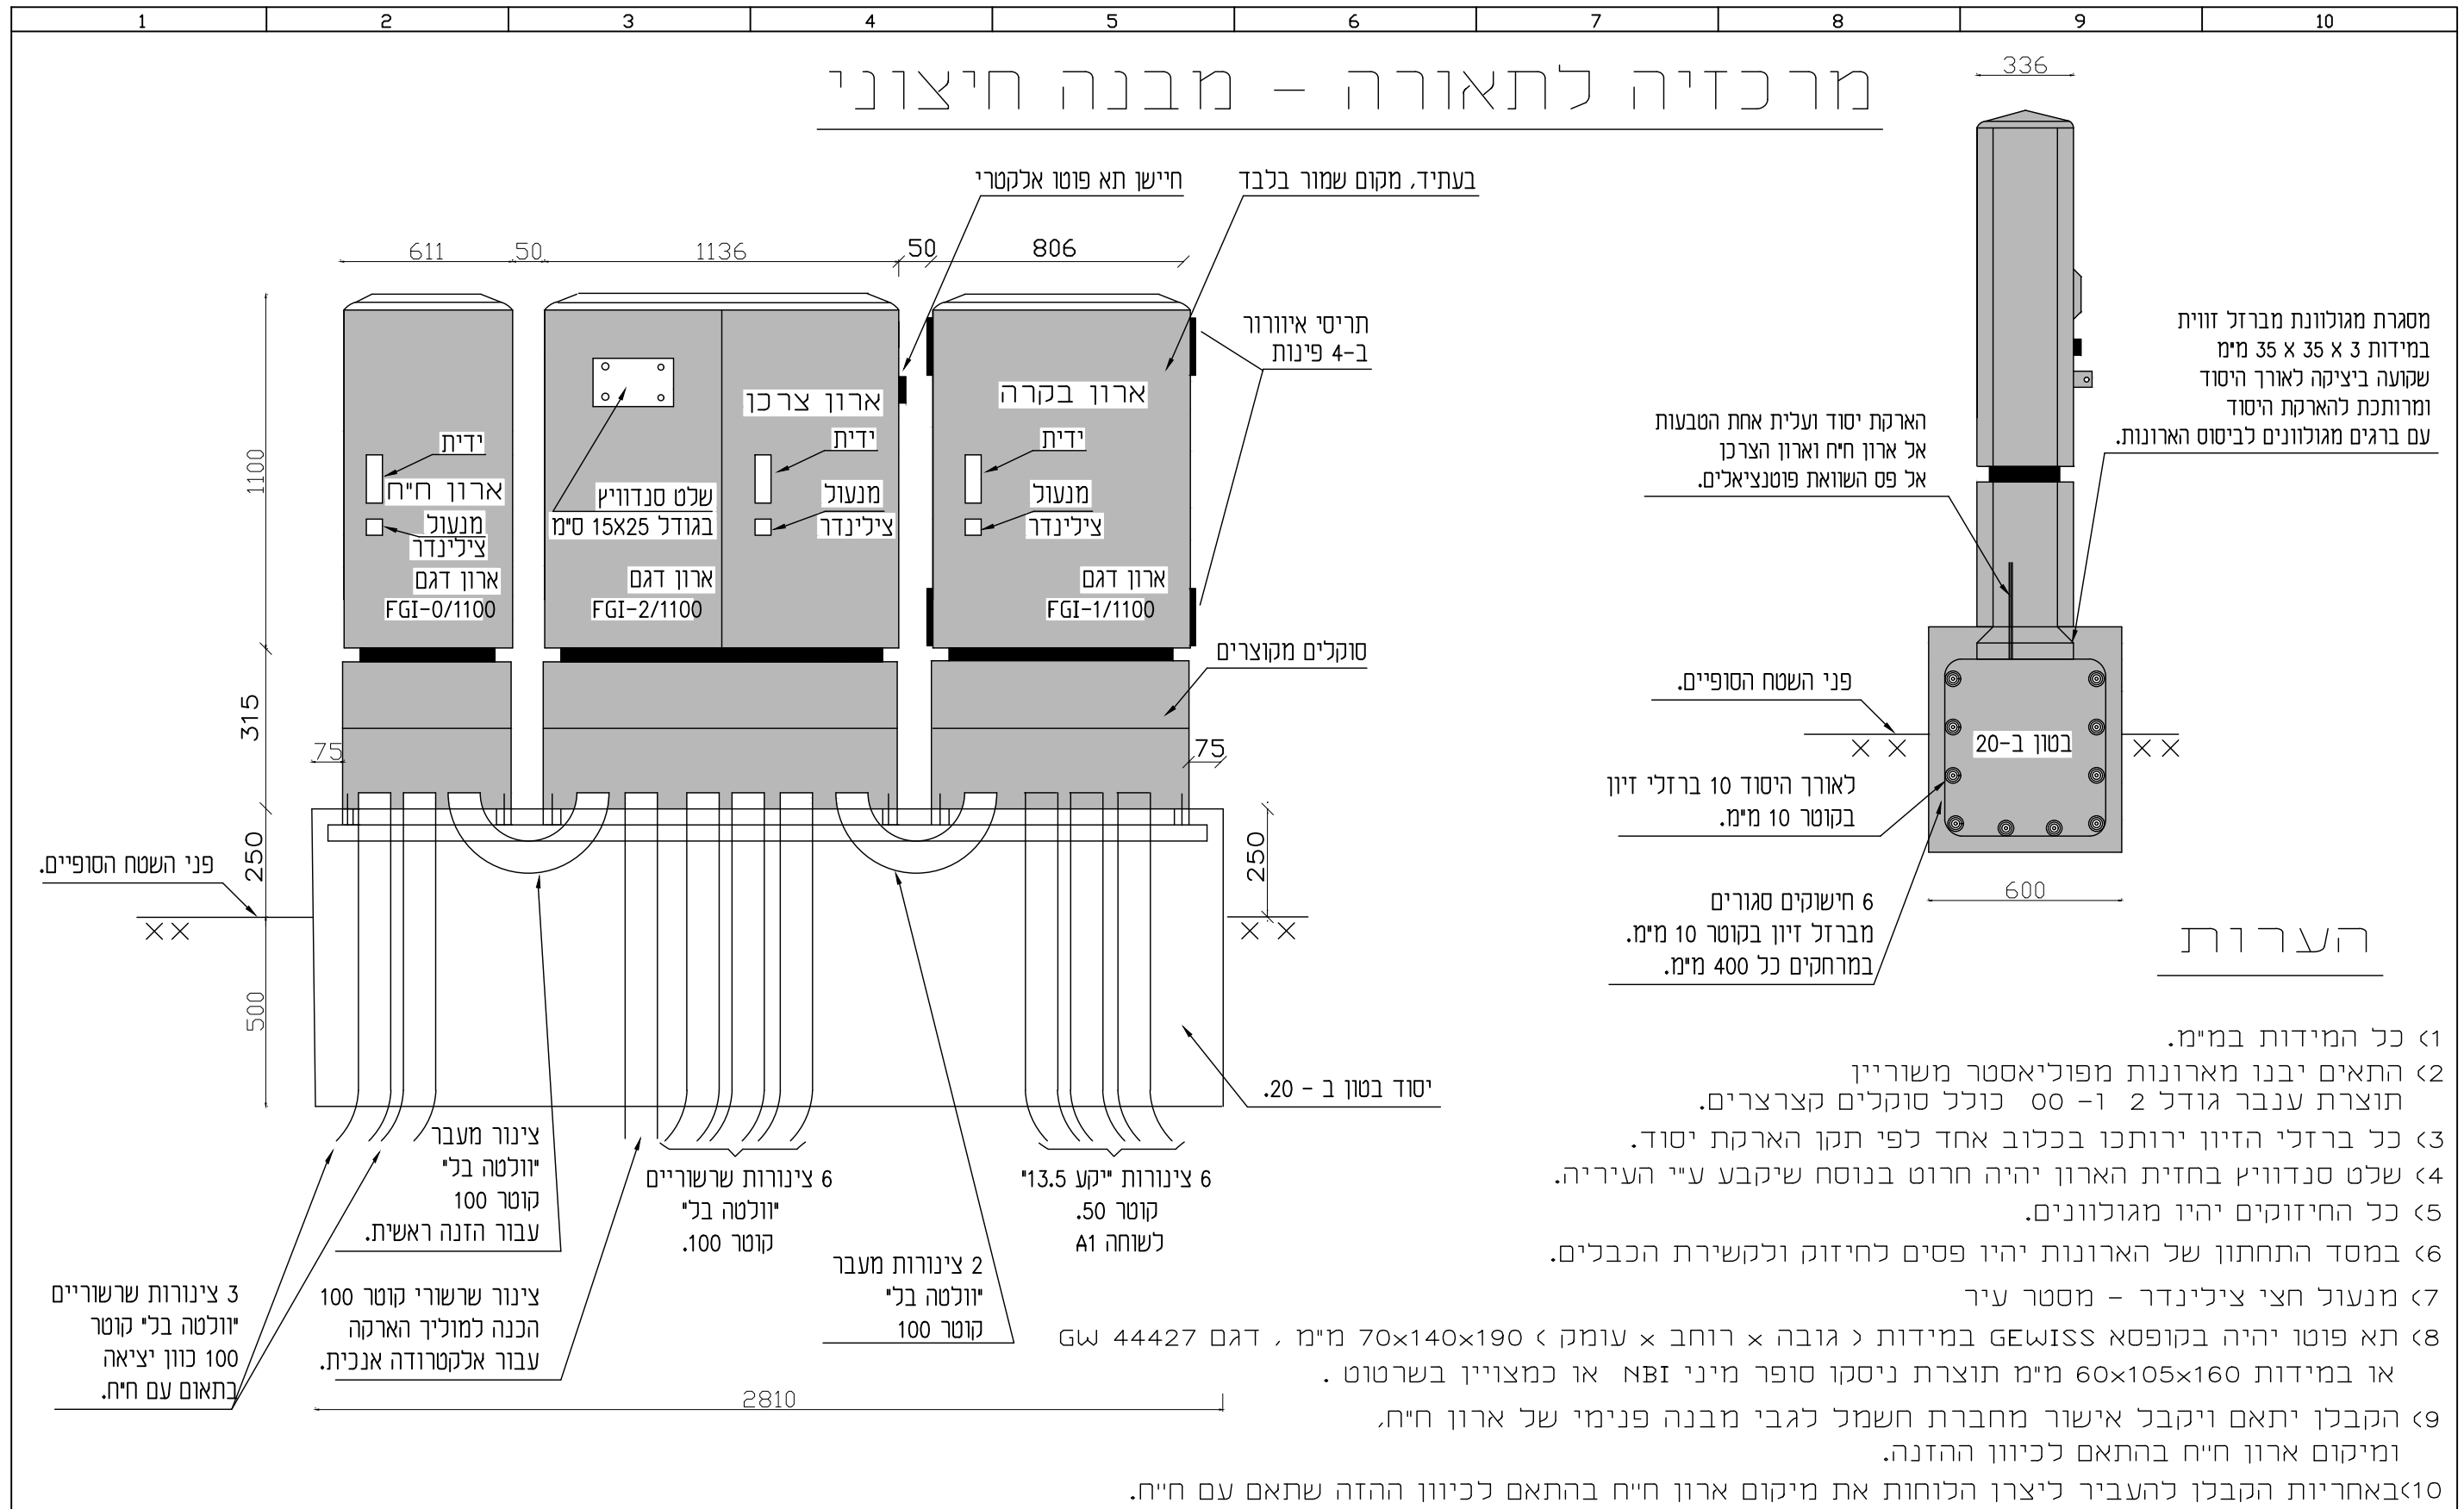 1 2 3 4 5 6 7 8 9 10
מרכזיה לתאורה - מבנה חיצוני
336
חיישן תא פוטו אלקטרי
בעתיד, מקום שמור בלבד
611 50 1136 50 806
תריסי איוורור
ב-4 פינות
מסגרת מגולוונת מברזל זווית
במידות 3 X 35 X 35 מ"מ
שקועה ביציקה לאורך היסוד
ומרותכת להארקת היסוד
עם ברגים מגולוונים לביסוס הארונות.
הארקת יסוד ועלית אחת הטבעות
אל ארון ח"ח וארון הצרכן
אל פס השוואת פוטנציאלים.
1100
ידית
ארון ח"ח
מנעול
צילינדר
ארון דגם
FGI-0/1100
שלט סנדוויץ
בגודל 15X25 ס"מ
ארון דגם
FGI-2/1100
ארון צרכן
ידית
מנעול
צילינדר
ארון בקרה
ידית
מנעול
צילינדר
ארון דגם
FGI-1/1100
סוקלים מקוצרים
315
75
75
250
250
500
פני השטח הסופיים.
פני השטח הסופיים.
בטון ב-20
לאורך היסוד 10 ברזלי זיון
בקוטר 10 מ"מ.
600
6 חישוקים סגורים
מברזל זיון בקוטר 10 מ"מ.
במרחקים כל 400 מ"מ.
יסוד בטון ב - 20.
צינור מעבר
"וולטה בל"
קוטר 100
עבור הזנה ראשית.
6 צינורות שרשוריים
"וולטה בל"
קוטר 100.
6 צינורות "יקע 13.5"
קוטר 50.
לשוחה A1
2 צינורות מעבר
"וולטה בל"
קוטר 100
3 צינורות שרשוריים
"וולטה בל" קוטר
100 כוון יציאה
בתאום עם ח"ח.
צינור שרשורי קוטר 100
הכנה למוליך הארקה
עבור אלקטרודה אנכית.
2810
הערות
1) כל המידות במ"מ.
2) התאים יבנו מארונות מפוליאסטר משוריין
תוצרת ענבר גודל 2 ו- 00 כולל סוקלים קצרצרים.
3) כל ברזלי הזיון ירותכו בכלוב אחד לפי תקן הארקת יסוד.
4) שלט סנדוויץ בחזית הארון יהיה חרוט בנוסח שיקבע ע"י העיריה.
5) כל החיזוקים יהיו מגולוונים.
6) במסד התחתון של הארונות יהיו פסים לחיזוק ולקשירת הכבלים.
7) מנעול חצי צילינדר - מסטר עיר
8) תא פוטו יהיה בקופסא GEWISS במידות ( גובה x רוחב x עומק ) 70x140x190 מ"מ , דגם GW 44427
או במידות 60x105x160 מ"מ תוצרת ניסקו סופר מיני NBI או כמצויין בשרטוט .
9) הקבלן יתאם ויקבל אישור מחברת חשמל לגבי מבנה פנימי של ארון ח"ח,
ומיקום ארון ח"ח בהתאם לכיוון ההזנה.
10)באחריות הקבלן להעביר ליצרן הלוחות את מיקום ארון ח"ח בהתאם לכיוון ההזה שתאם עם ח"ח.